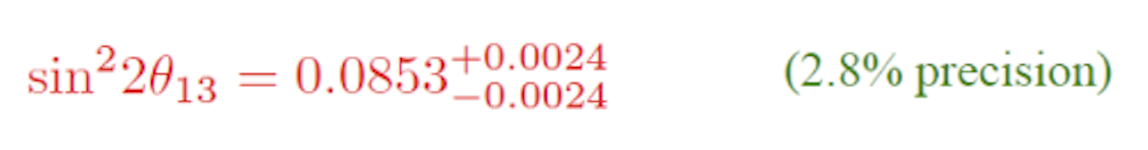 sin²2θ₁₃ = 0.0853 +0.0024 −0.0024 (2.8% precision)